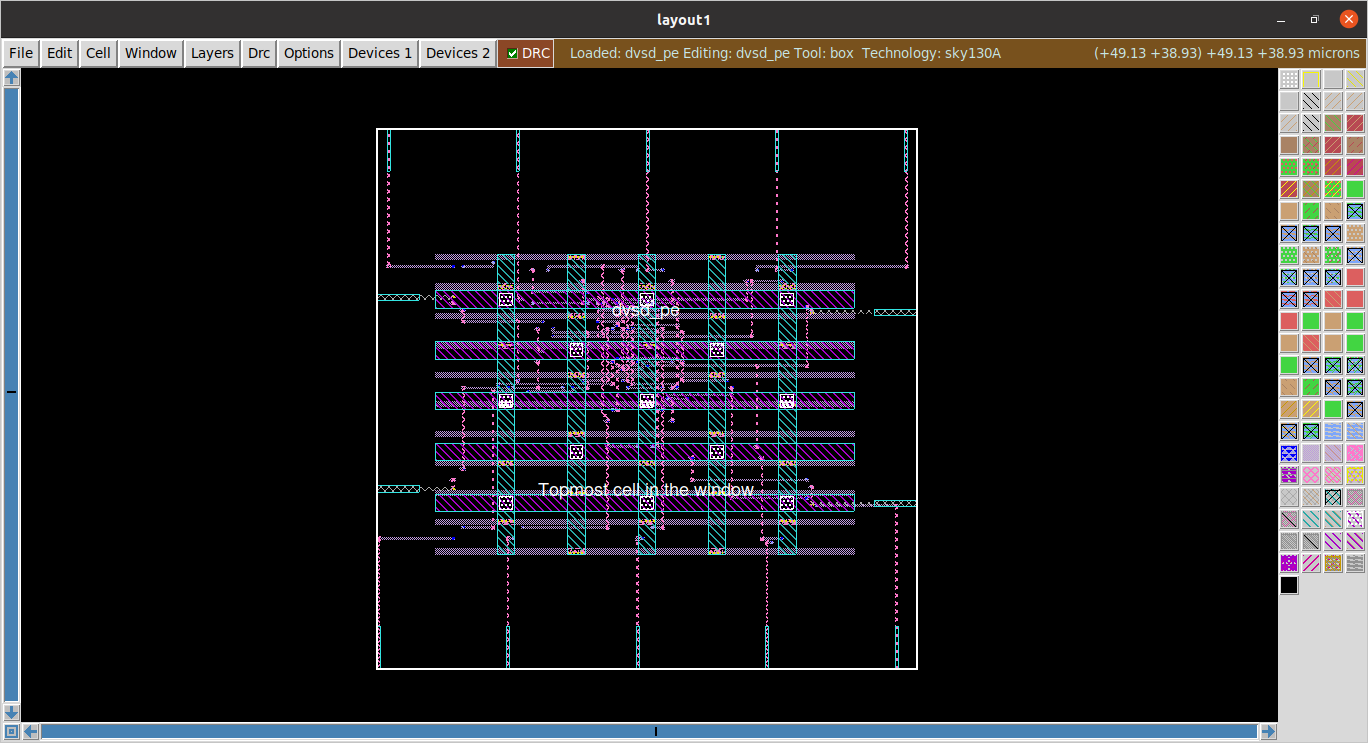 layout1
File Edit Cell Window Layers Drc Options Devices 1 Devices 2 DRC Loaded: dvsd_pe Editing: dvsd_pe Tool: box Technology: sky130A (+49.13 +38.93) +49.13 +38.93 microns
dvsd_pe
Topmost cell in the window